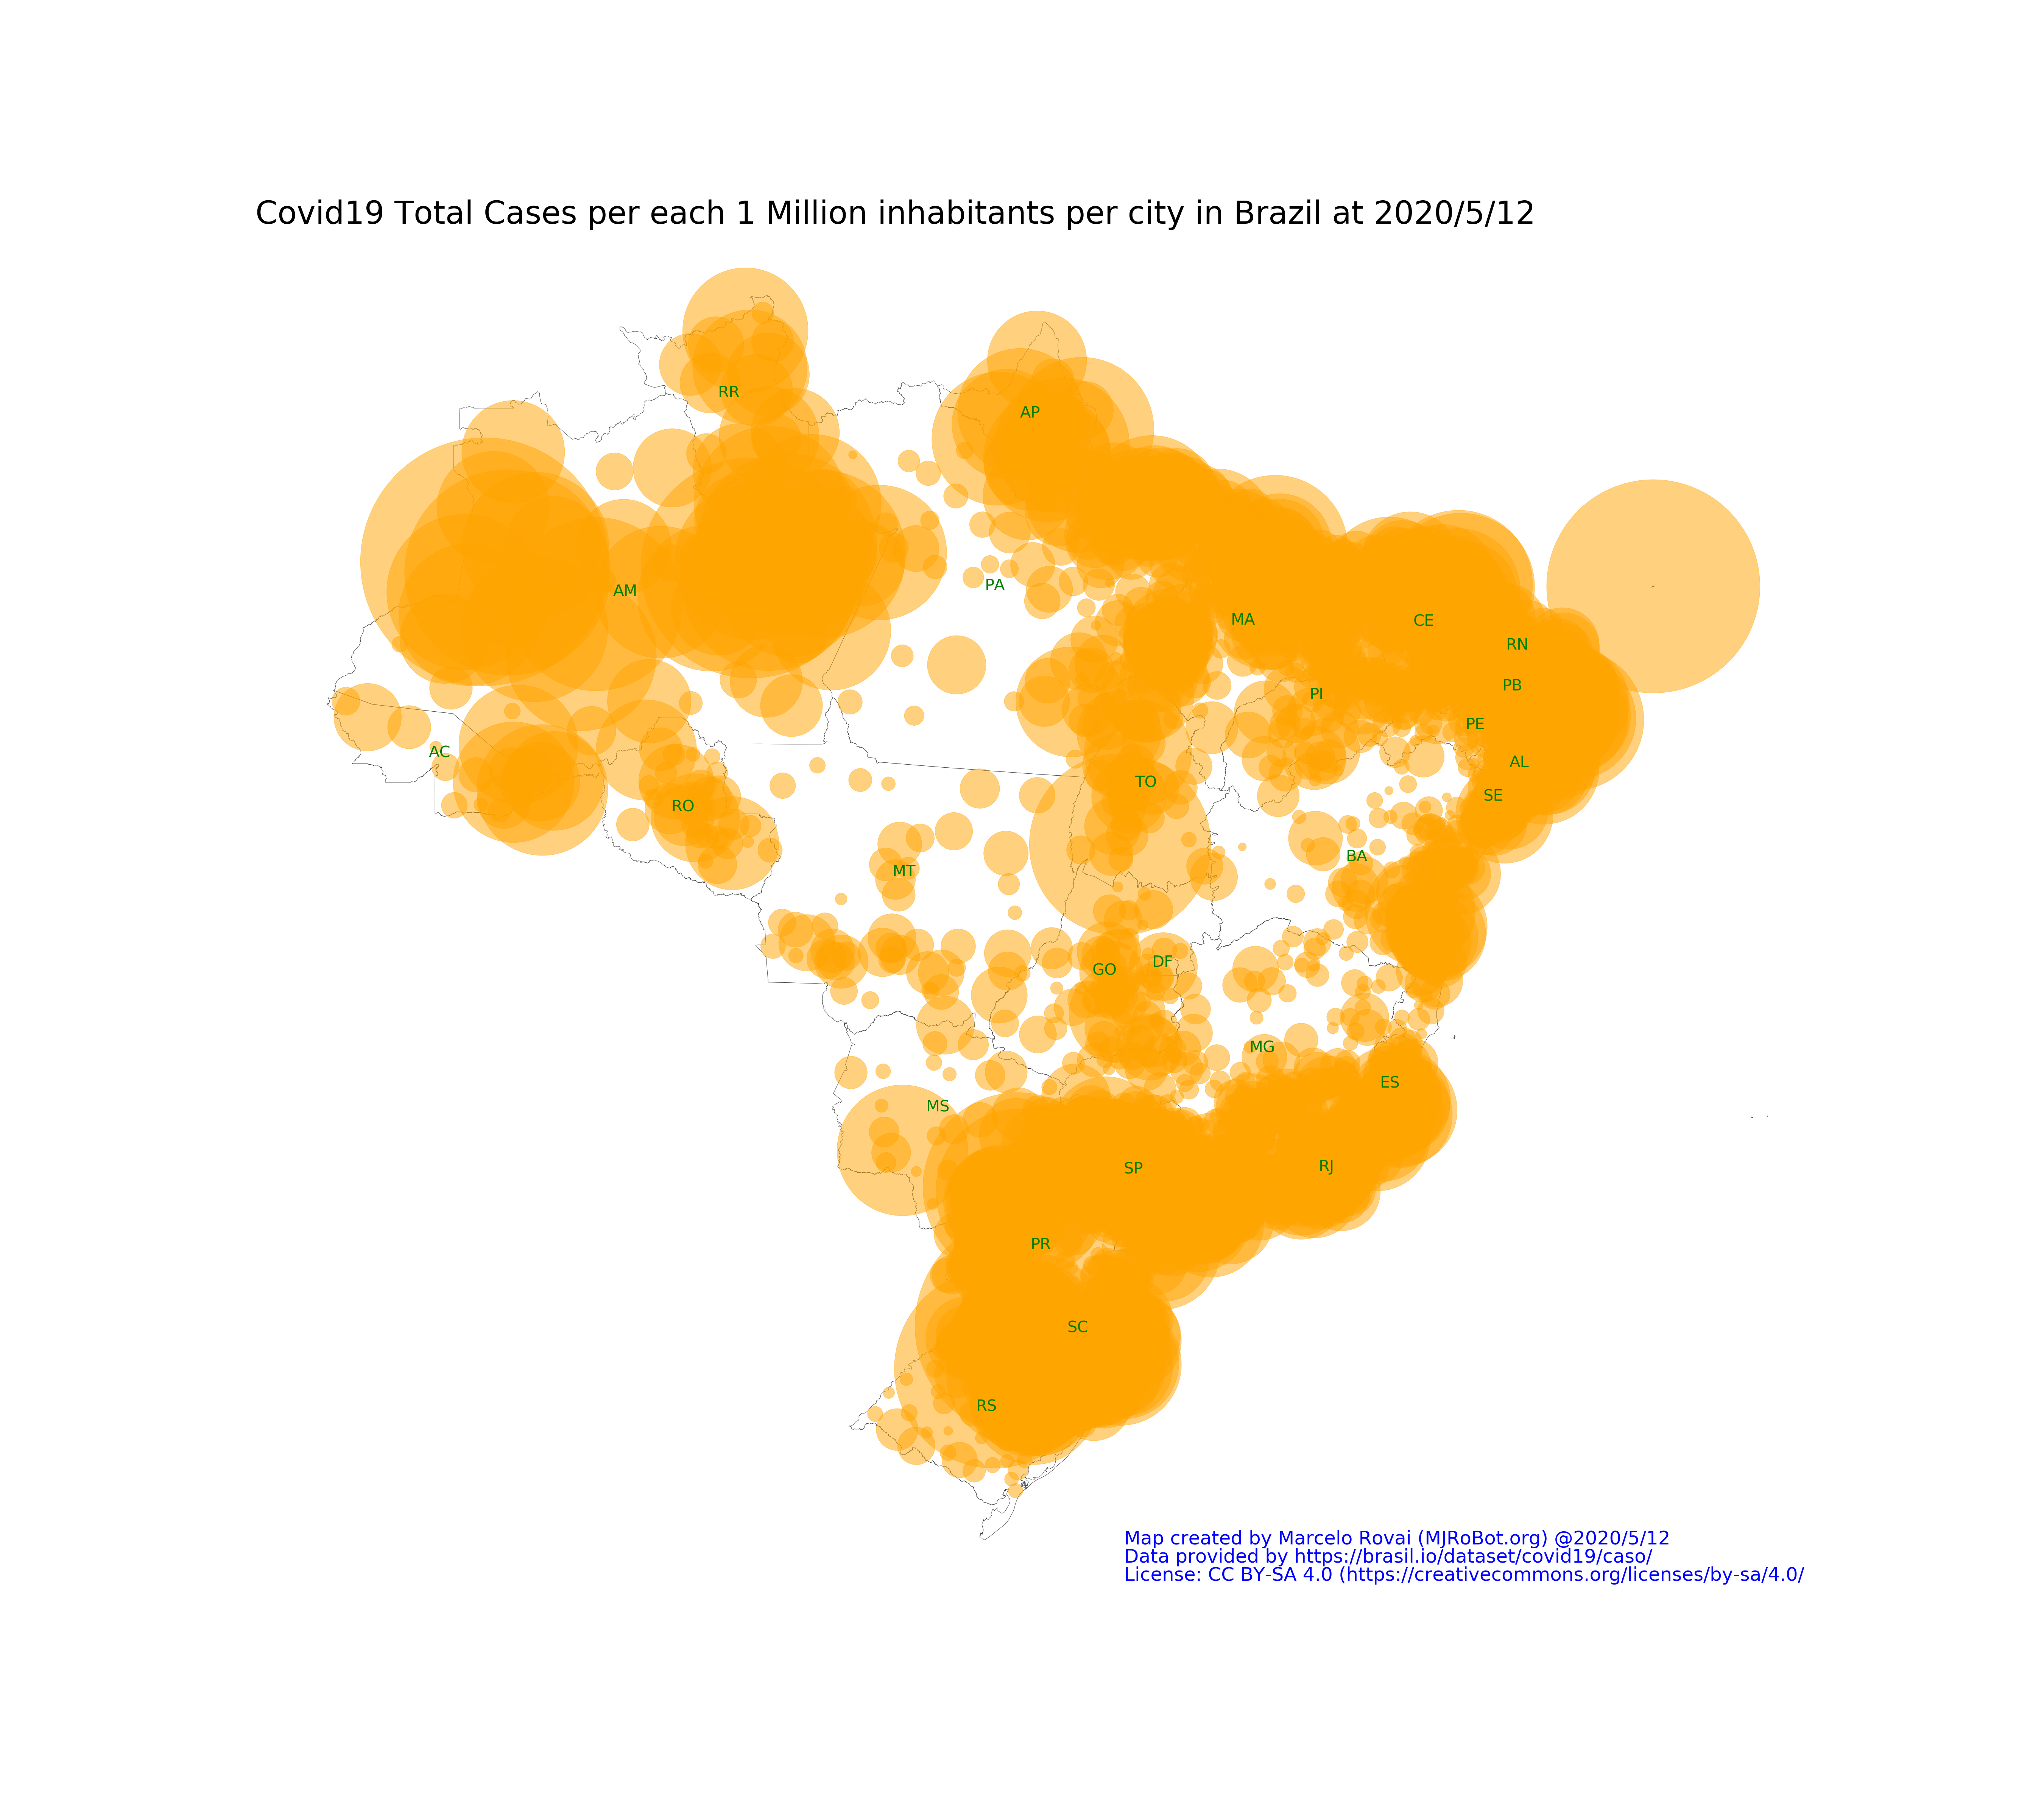 Covid19 Total Cases per each 1 Million inhabitants per city in Brazil at 2020/5/12
RR
AP
AM
PA
MA
CE
RN
PB
PI
PE
AC
AL
TO
SE
RO
BA
MT
DF
GO
MG
ES
MS
RJ
SP
PR
SC
RS
Map created by Marcelo Rovai (MJRoBot.org) @2020/5/12
Data provided by https://brasil.io/dataset/covid19/caso/
License: CC BY-SA 4.0 (https://creativecommons.org/licenses/by-sa/4.0/